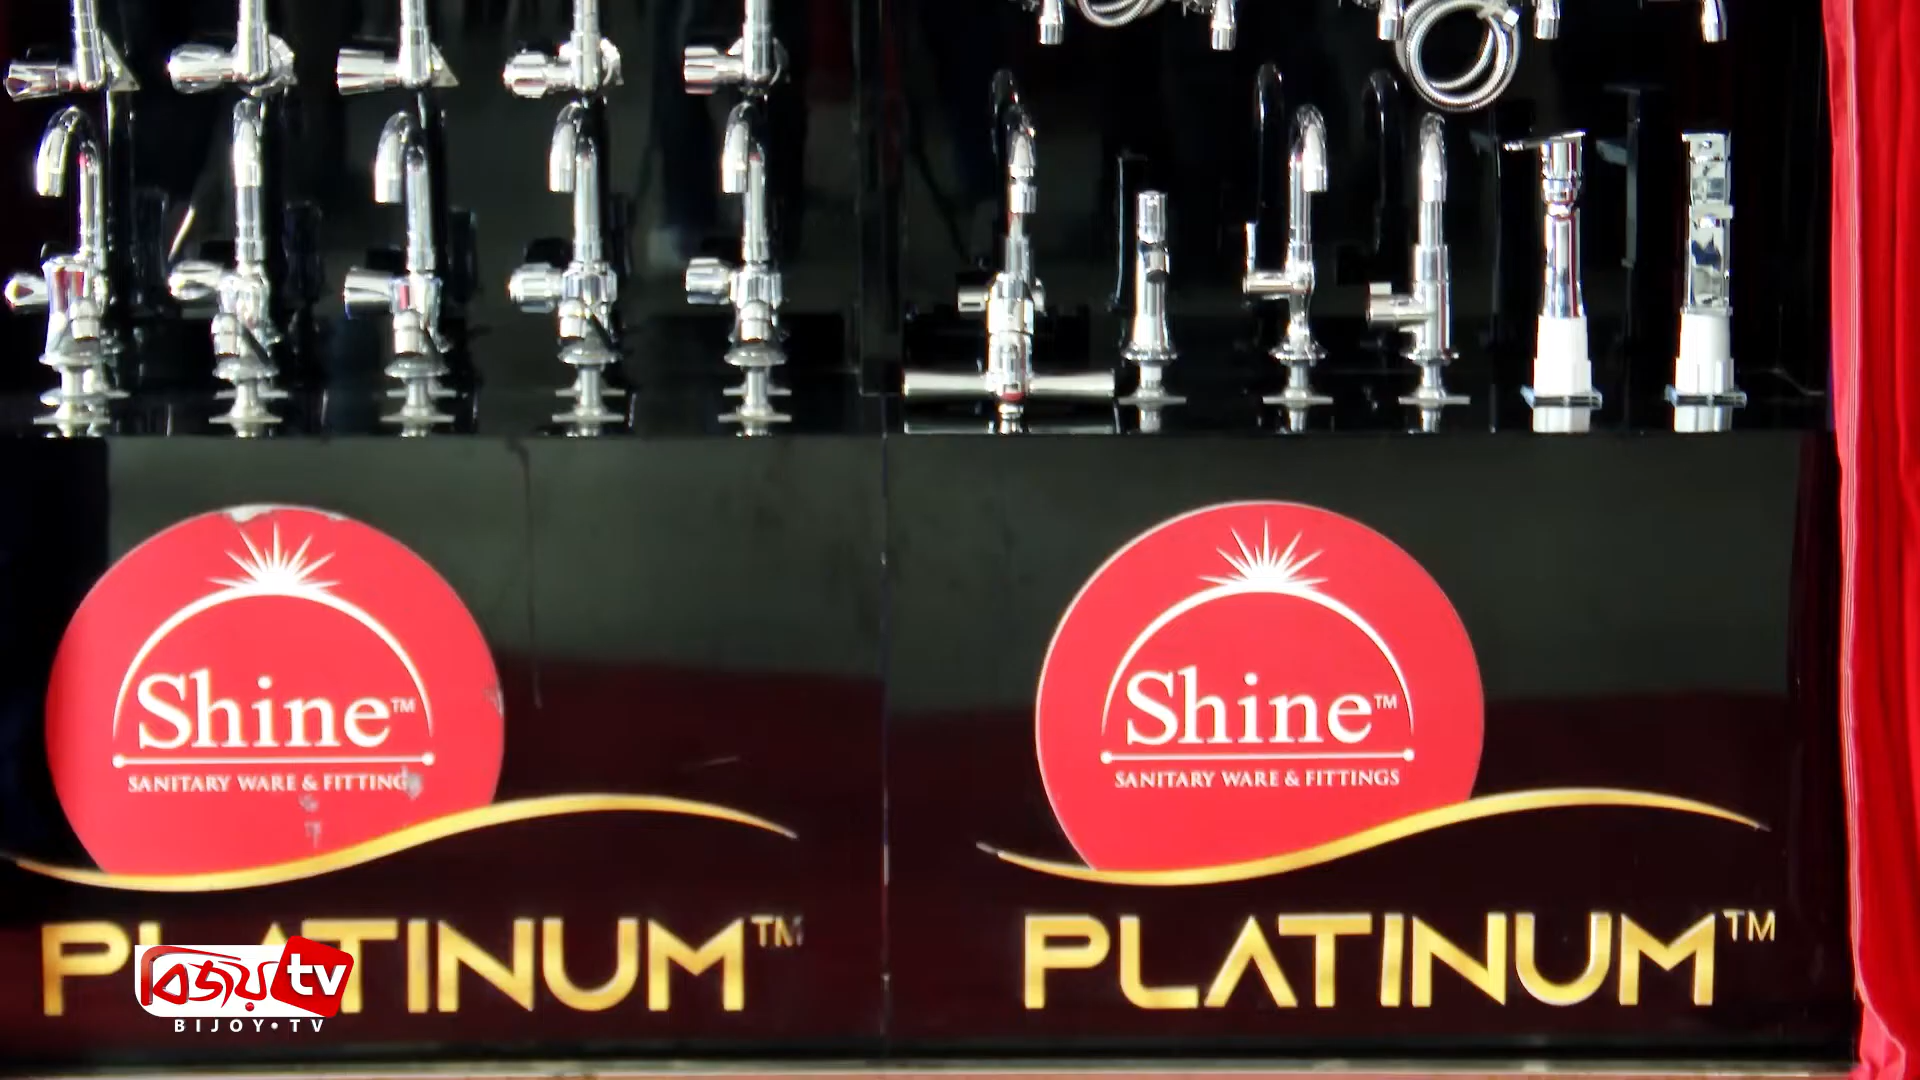 Shine™
SANITARY WARE & FITTINGS
PLATINUM™
Shine™
SANITARY WARE & FITTINGS
PLATINUM™
বিজয় tv
BIJOY•TV